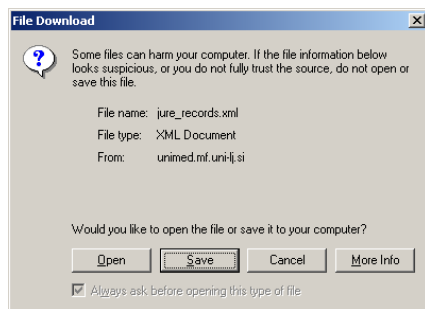 File Download
Some files can harm your computer. If the file information below
looks suspicious, or you do not fully trust the source, do not open or
save this file.
File name: jure_records.xml
File type: XML Document
From: unimed.mf.uni-lj.si
Would you like to open the file or save it to your computer?
Open Save Cancel More Info
Always ask before opening this type of file